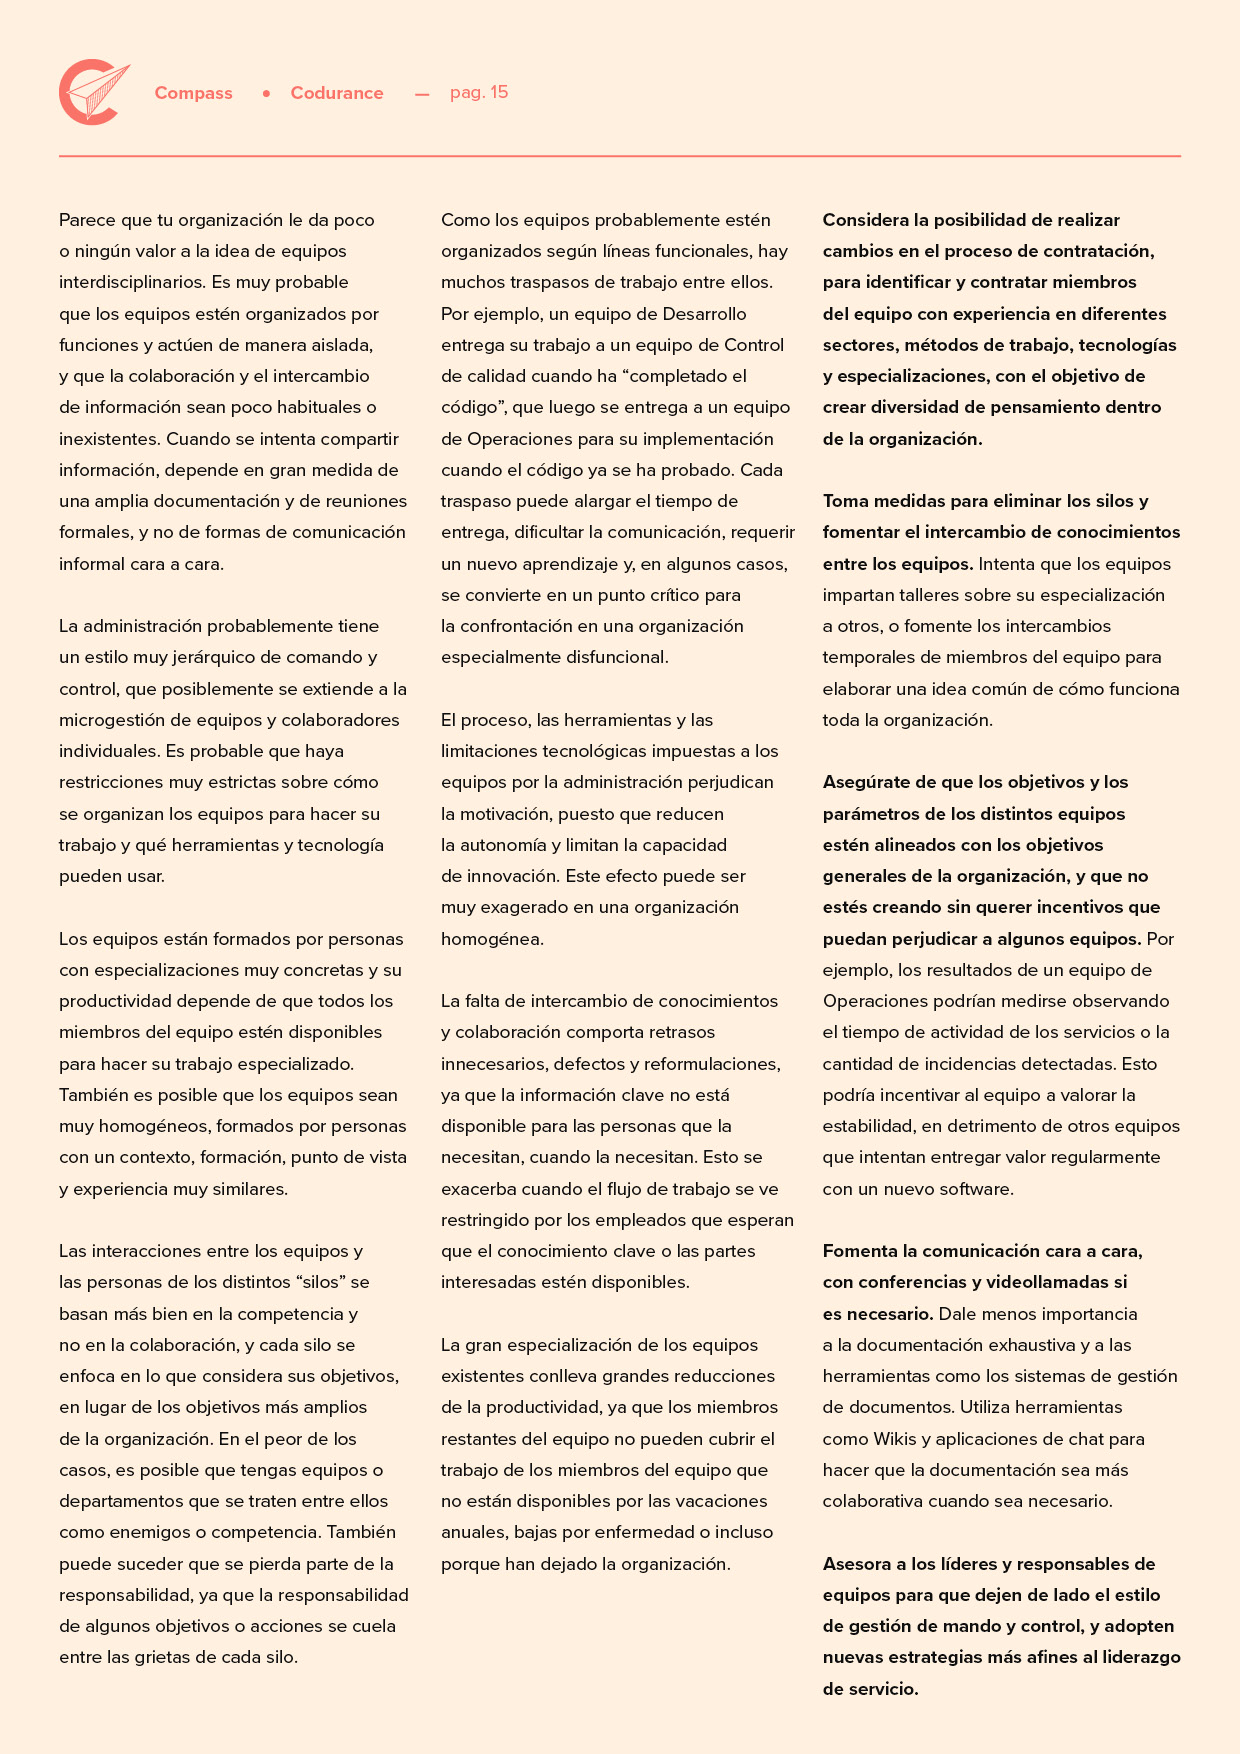 Compass • Codurance — pag. 15
Parece que tu organización le da poco
o ningún valor a la idea de equipos
interdisciplinarios. Es muy probable
que los equipos estén organizados por
funciones y actúen de manera aislada,
y que la colaboración y el intercambio
de información sean poco habituales o
inexistentes. Cuando se intenta compartir
información, depende en gran medida de
una amplia documentación y de reuniones
formales, y no de formas de comunicación
informal cara a cara.
La administración probablemente tiene
un estilo muy jerárquico de comando y
control, que posiblemente se extiende a la
microgestión de equipos y colaboradores
individuales. Es probable que haya
restricciones muy estrictas sobre cómo
se organizan los equipos para hacer su
trabajo y qué herramientas y tecnología
pueden usar.
Los equipos están formados por personas
con especializaciones muy concretas y su
productividad depende de que todos los
miembros del equipo estén disponibles
para hacer su trabajo especializado.
También es posible que los equipos sean
muy homogéneos, formados por personas
con un contexto, formación, punto de vista
y experiencia muy similares.
Las interacciones entre los equipos y
las personas de los distintos “silos” se
basan más bien en la competencia y
no en la colaboración, y cada silo se
enfoca en lo que considera sus objetivos,
en lugar de los objetivos más amplios
de la organización. En el peor de los
casos, es posible que tengas equipos o
departamentos que se traten entre ellos
como enemigos o competencia. También
puede suceder que se pierda parte de la
responsabilidad, ya que la responsabilidad
de algunos objetivos o acciones se cuela
entre las grietas de cada silo.
Como los equipos probablemente estén
organizados según líneas funcionales, hay
muchos traspasos de trabajo entre ellos.
Por ejemplo, un equipo de Desarrollo
entrega su trabajo a un equipo de Control
de calidad cuando ha “completado el
código”, que luego se entrega a un equipo
de Operaciones para su implementación
cuando el código ya se ha probado. Cada
traspaso puede alargar el tiempo de
entrega, dificultar la comunicación, requerir
un nuevo aprendizaje y, en algunos casos,
se convierte en un punto crítico para
la confrontación en una organización
especialmente disfuncional.
El proceso, las herramientas y las
limitaciones tecnológicas impuestas a los
equipos por la administración perjudican
la motivación, puesto que reducen
la autonomía y limitan la capacidad
de innovación. Este efecto puede ser
muy exagerado en una organización
homogénea.
La falta de intercambio de conocimientos
y colaboración comporta retrasos
innecesarios, defectos y reformulaciones,
ya que la información clave no está
disponible para las personas que la
necesitan, cuando la necesitan. Esto se
exacerba cuando el flujo de trabajo se ve
restringido por los empleados que esperan
que el conocimiento clave o las partes
interesadas estén disponibles.
La gran especialización de los equipos
existentes conlleva grandes reducciones
de la productividad, ya que los miembros
restantes del equipo no pueden cubrir el
trabajo de los miembros del equipo que
no están disponibles por las vacaciones
anuales, bajas por enfermedad o incluso
porque han dejado la organización.
Considera la posibilidad de realizar
cambios en el proceso de contratación,
para identificar y contratar miembros
del equipo con experiencia en diferentes
sectores, métodos de trabajo, tecnologías
y especializaciones, con el objetivo de
crear diversidad de pensamiento dentro
de la organización.
Toma medidas para eliminar los silos y
fomentar el intercambio de conocimientos
entre los equipos. Intenta que los equipos
impartan talleres sobre su especialización
a otros, o fomente los intercambios
temporales de miembros del equipo para
elaborar una idea común de cómo funciona
toda la organización.
Asegúrate de que los objetivos y los
parámetros de los distintos equipos
estén alineados con los objetivos
generales de la organización, y que no
estés creando sin querer incentivos que
puedan perjudicar a algunos equipos. Por
ejemplo, los resultados de un equipo de
Operaciones podrían medirse observando
el tiempo de actividad de los servicios o la
cantidad de incidencias detectadas. Esto
podría incentivar al equipo a valorar la
estabilidad, en detrimento de otros equipos
que intentan entregar valor regularmente
con un nuevo software.
Fomenta la comunicación cara a cara,
con conferencias y videollamadas si
es necesario. Dale menos importancia
a la documentación exhaustiva y a las
herramientas como los sistemas de gestión
de documentos. Utiliza herramientas
como Wikis y aplicaciones de chat para
hacer que la documentación sea más
colaborativa cuando sea necesario.
Asesora a los líderes y responsables de
equipos para que dejen de lado el estilo
de gestión de mando y control, y adopten
nuevas estrategias más afines al liderazgo
de servicio.